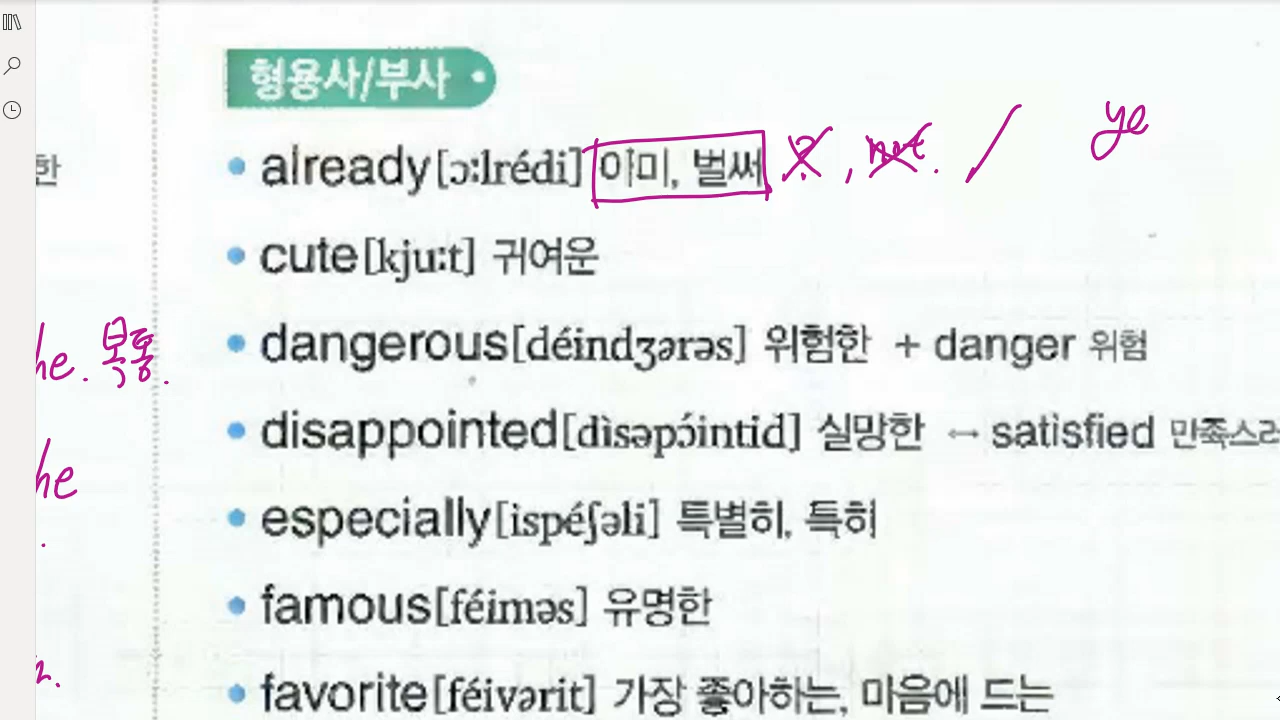 형용사/부사
한
already[ɔːlrédi] 이미, 벌써 ? , not . / ye
cute[kjuːt] 귀여운
dangerous[déindʒərəs] 위험한 + danger 위험
he. 복통.
disappointed[dìsəpɔ́intid] 실망한 ↔ satisfied 만족스러
he
especially[ispéʃəli] 특별히, 특히
famous[féiməs] 유명한
favorite[féivərit] 가장 좋아하는, 마음에 드는